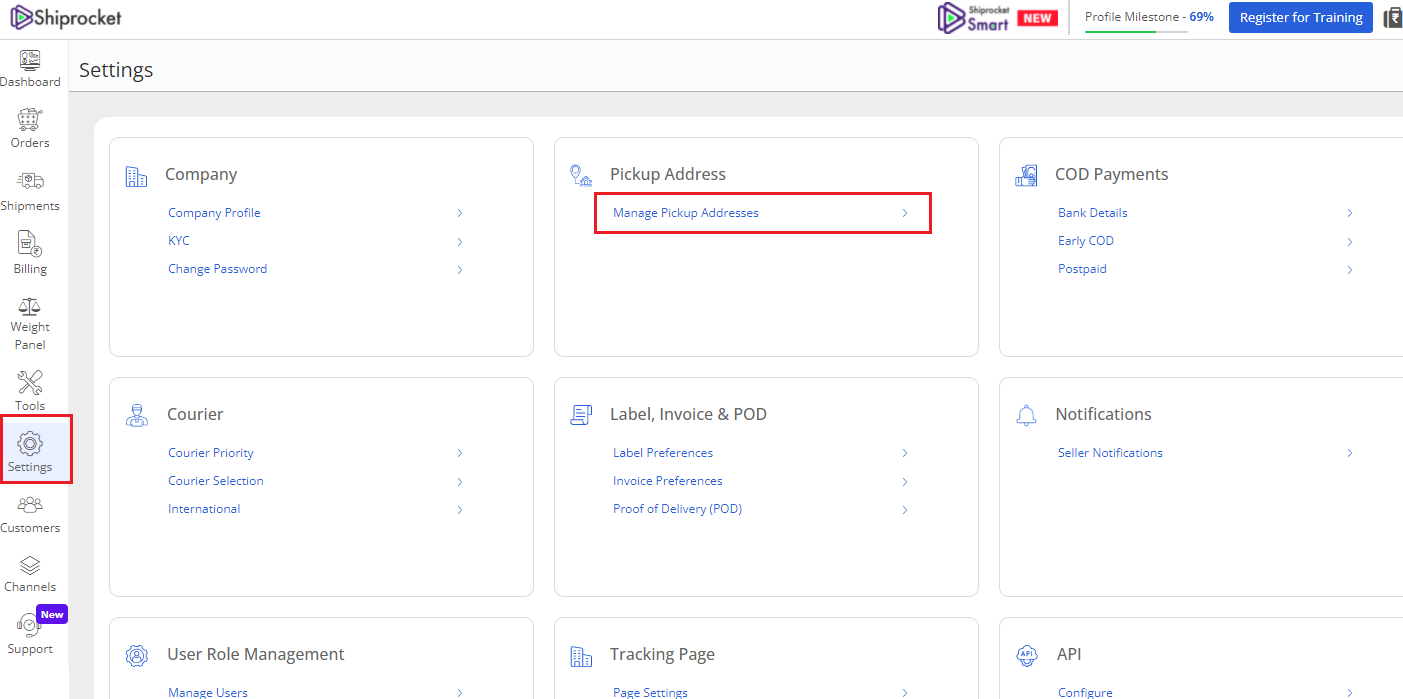 Shiprocket
Shiprocket
Smart
NEW
Profile Milestone - 69%
Register for Training
Dashboard
Orders
Shipments
Billing
Weight
Panel
Tools
Settings
Customers
Channels
New
Support
Settings
Company
Company Profile
KYC
Change Password
Pickup Address
Manage Pickup Addresses
COD Payments
Bank Details
Early COD
Postpaid
Courier
Courier Priority
Courier Selection
International
Label, Invoice & POD
Label Preferences
Invoice Preferences
Proof of Delivery (POD)
Notifications
Seller Notifications
User Role Management
Manage Users
Tracking Page
Page Settings
API
API
Configure